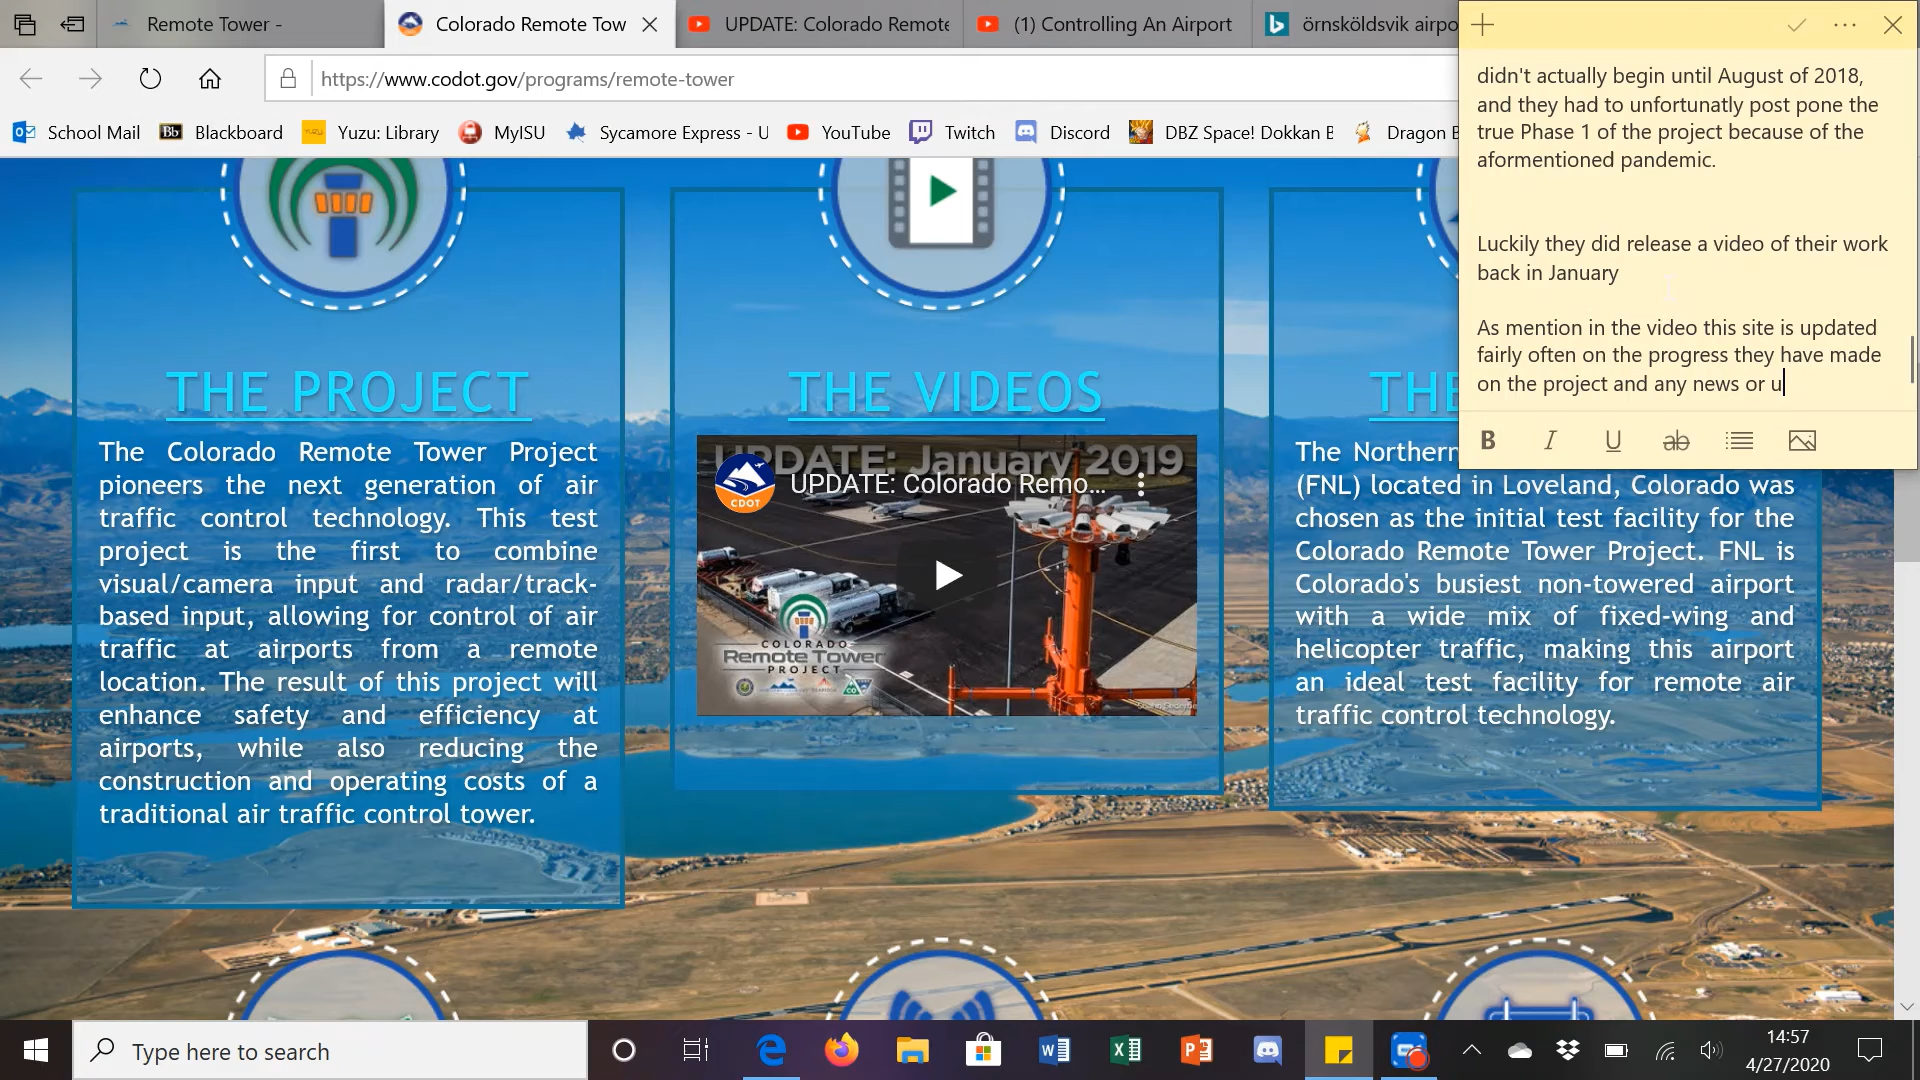 Remote Tower -
Colorado Remote Tow
UPDATE: Colorado Remote
(1) Controlling An Airport
örnsköldsvik airpo
https://www.codot.gov/programs/remote-tower
School Mail
Bb Blackboard
YUZU Yuzu: Library
MyISU
Sycamore Express - U
YouTube
Twitch
Discord
DBZ Space! Dokkan B
Dragon B
didn't actually begin until August of 2018,
and they had to unfortunatly post pone the
true Phase 1 of the project because of the
aformentioned pandemic.
Luckily they did release a video of their work
back in January
As mention in the video this site is updated
fairly often on the progress they have made
on the project and any news or u
B I U ab
THE PROJECT
The Colorado Remote Tower Project
pioneers the next generation of air
traffic control technology. This test
project is the first to combine
visual/camera input and radar/track-
based input, allowing for control of air
traffic at airports from a remote
location. The result of this project will
enhance safety and efficiency at
airports, while also reducing the
construction and operating costs of a
traditional air traffic control tower.
THE VIDEOS
UPDATE: January 2019
CDOT
UPDATE: Colorado Remo...
COLORADO
Remote Tower
PROJECT
THE
The Northern
(FNL) located in Loveland, Colorado was
chosen as the initial test facility for the
Colorado Remote Tower Project. FNL is
Colorado's busiest non-towered airport
with a wide mix of fixed-wing and
helicopter traffic, making this airport
an ideal test facility for remote air
traffic control technology.
Type here to search
14:57
4/27/2020